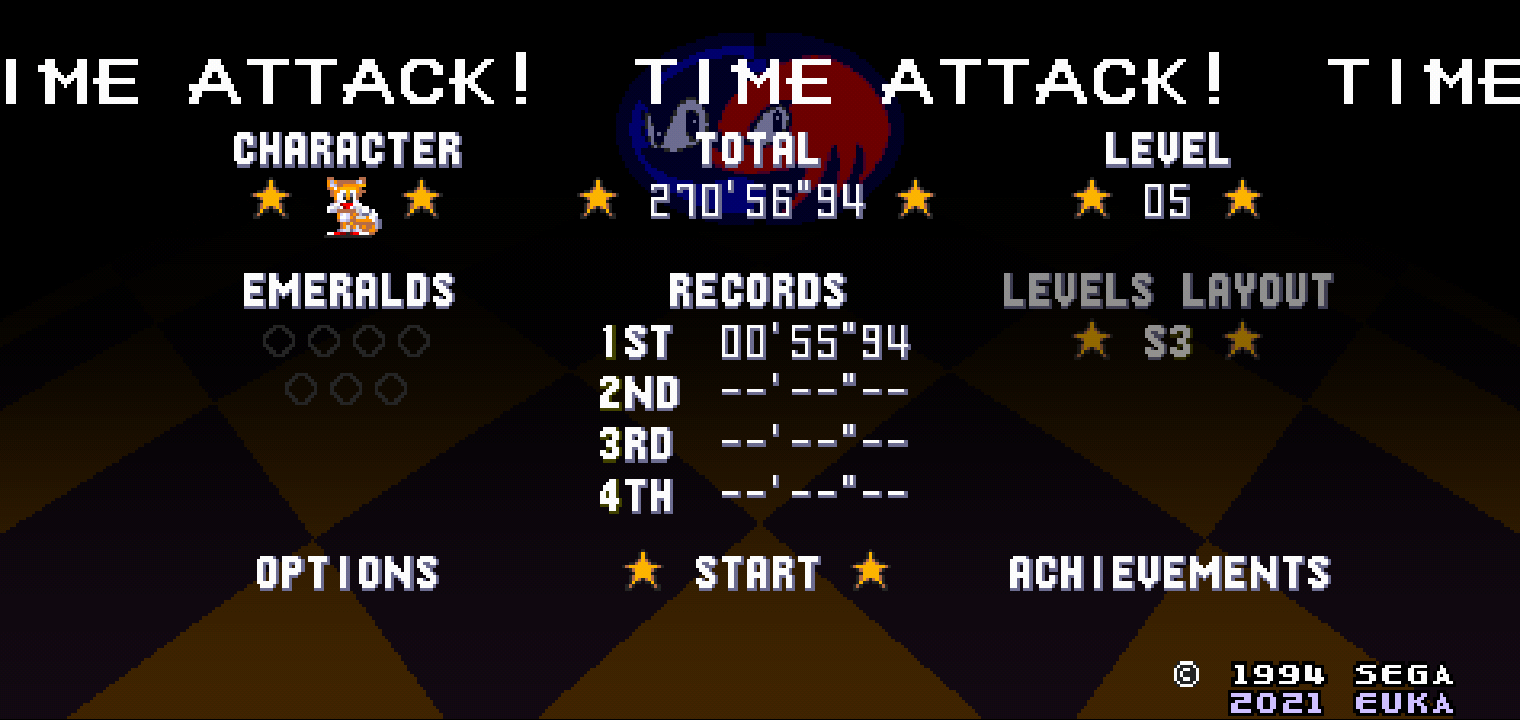 IME ATTACK! TIME ATTACK! TIME
CHARACTER TOTAL LEVEL
270'56"94 05
EMERALDS RECORDS LEVELS LAYOUT
1ST 00'55"94 S3
2ND --'--"--
3RD --'--"--
4TH --'--"--
OPTIONS START ACHIEVEMENTS
© 1994 SEGA
2021 EUKA